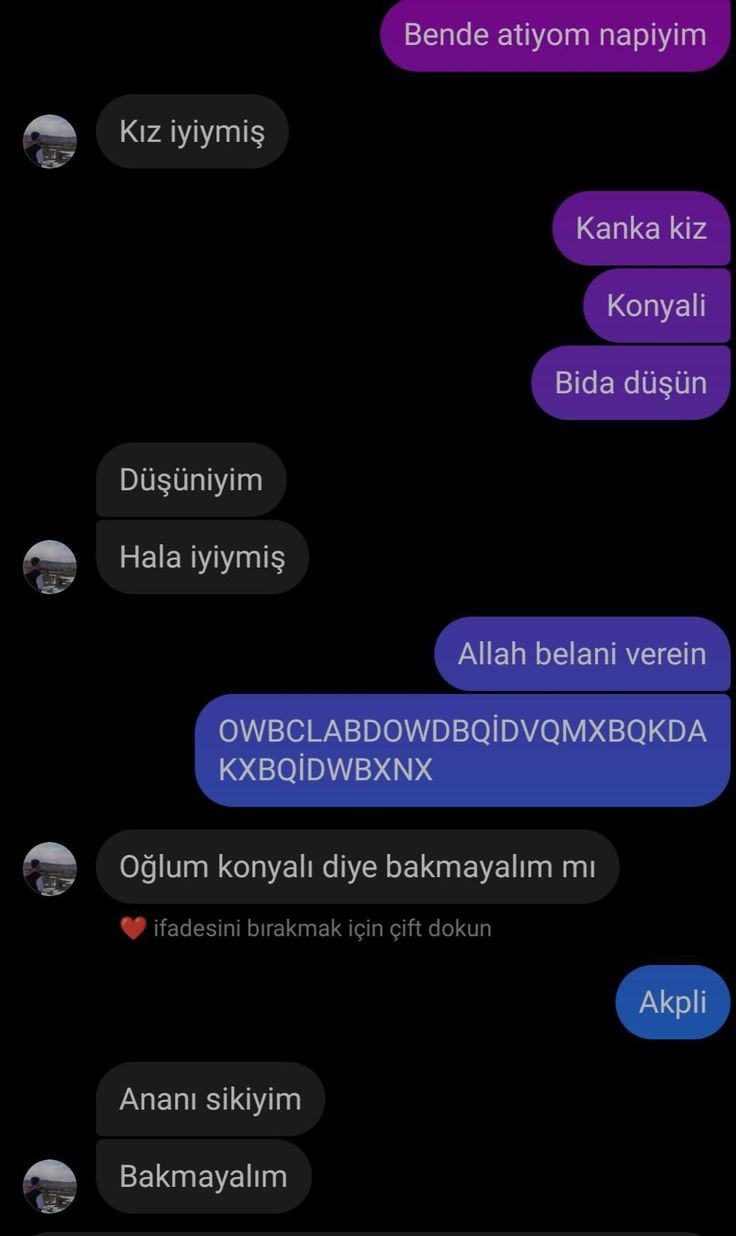 Bende atiyom napiyim
Kız iyiymiş
Kanka kiz
Konyali
Bida düşün
Düşüniyim
Hala iyiymiş
Allah belani verein
OWBCLABDOWDBQİDVQMXBQKDA
KXBQİDWBXNX
Oğlum konyalı diye bakmayalım mı
❤️ ifadesini bırakmak için çift dokun
Akpli
Ananı sikiyim
Bakmayalım